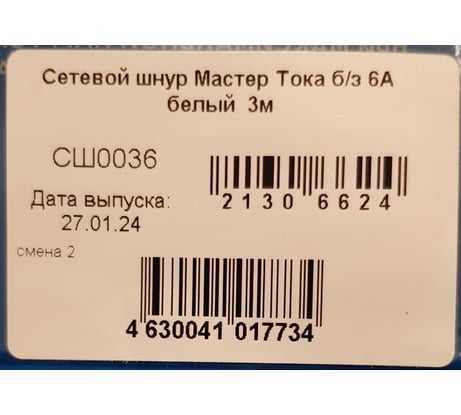 Сетевой шнур Мастер Тока б/з 6А
белый 3м
СШ0036
2130 6624
Дата выпуска:
27.01.24
смена 2
4 630041 017734